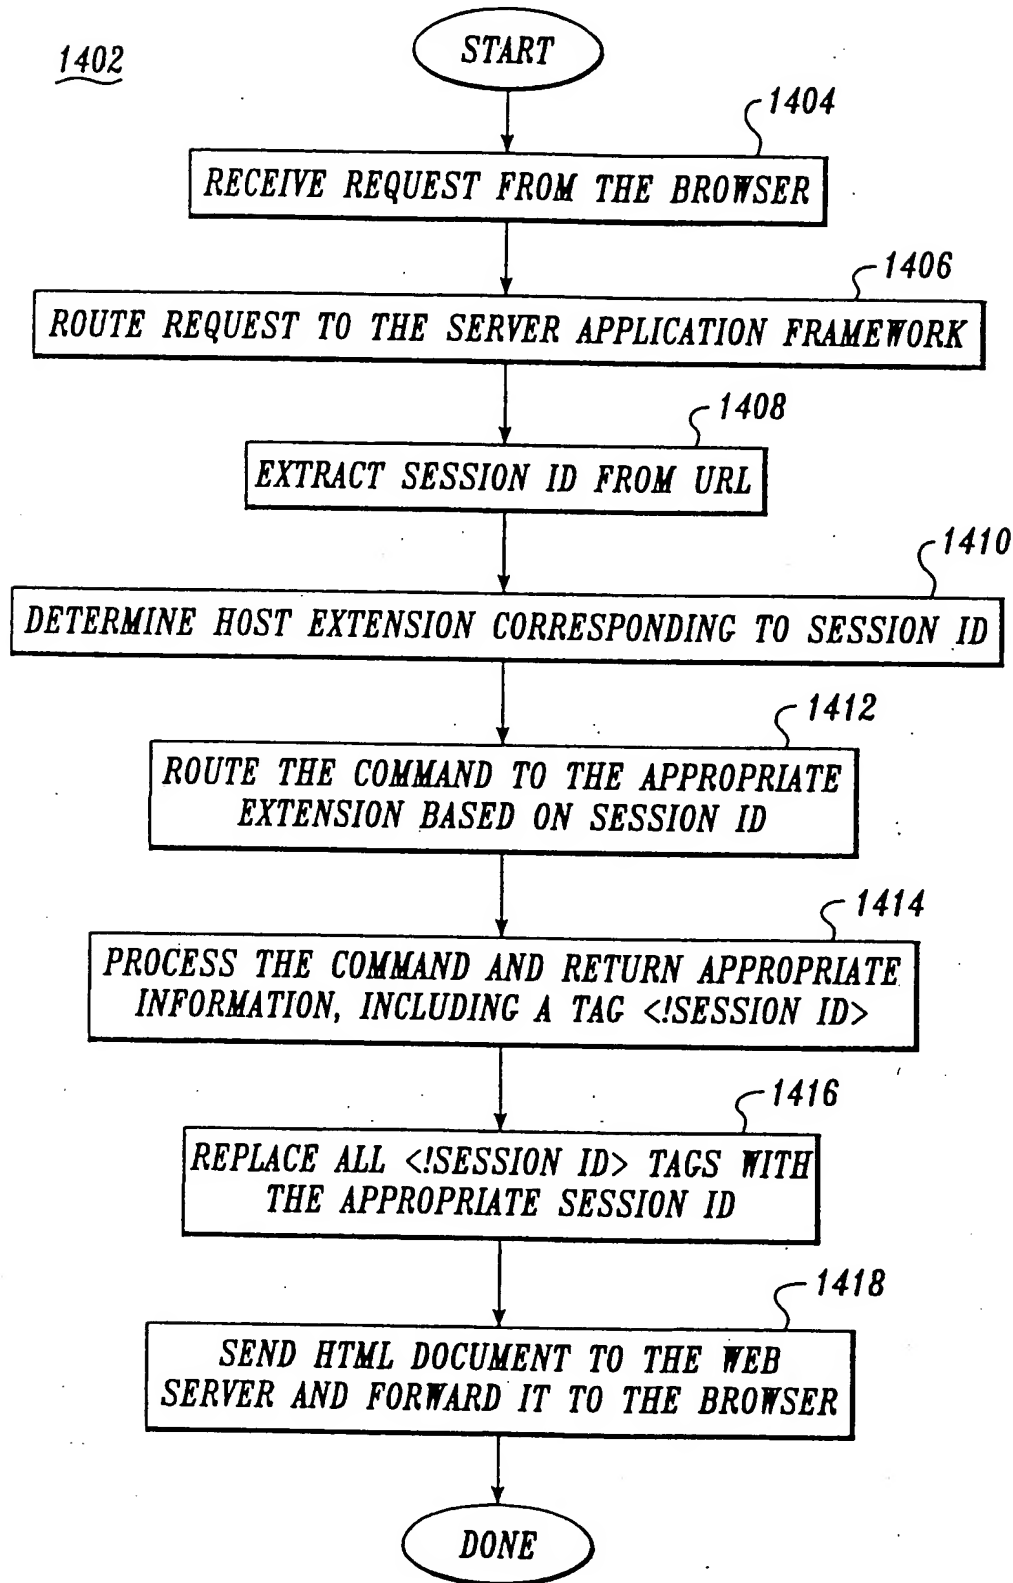 1402
START
1404
RECEIVE REQUEST FROM THE BROWSER
1406
ROUTE REQUEST TO THE SERVER APPLICATION FRAMEWORK
1408
EXTRACT SESSION ID FROM URL
1410
DETERMINE HOST EXTENSION CORRESPONDING TO SESSION ID
1412
ROUTE THE COMMAND TO THE APPROPRIATE
EXTENSION BASED ON SESSION ID
1414
PROCESS THE COMMAND AND RETURN APPROPRIATE
INFORMATION, INCLUDING A TAG <!SESSION ID>
1416
REPLACE ALL <!SESSION ID> TAGS WITH
THE APPROPRIATE SESSION ID
1418
SEND HTML DOCUMENT TO THE WEB
SERVER AND FORWARD IT TO THE BROWSER
DONE